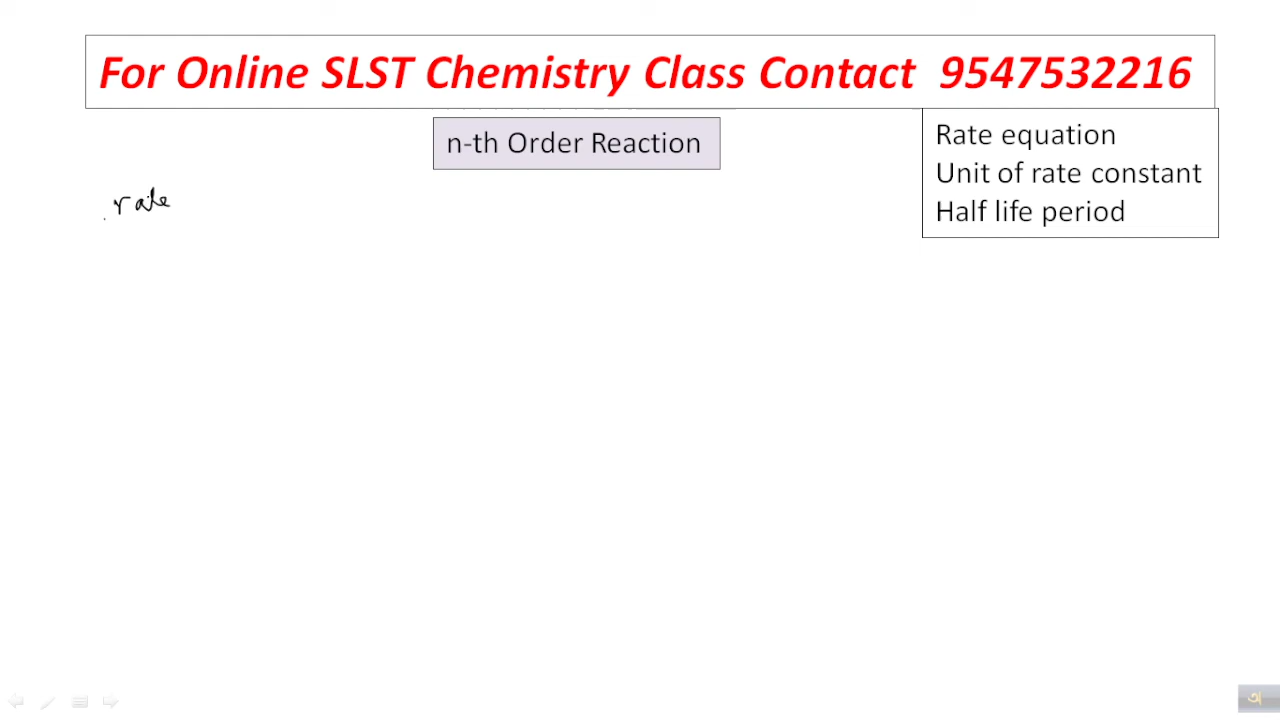 For Online SLST Chemistry Class Contact 9547532216
n-th Order Reaction
Rate equation
Unit of rate constant
Half life period
rate
অ